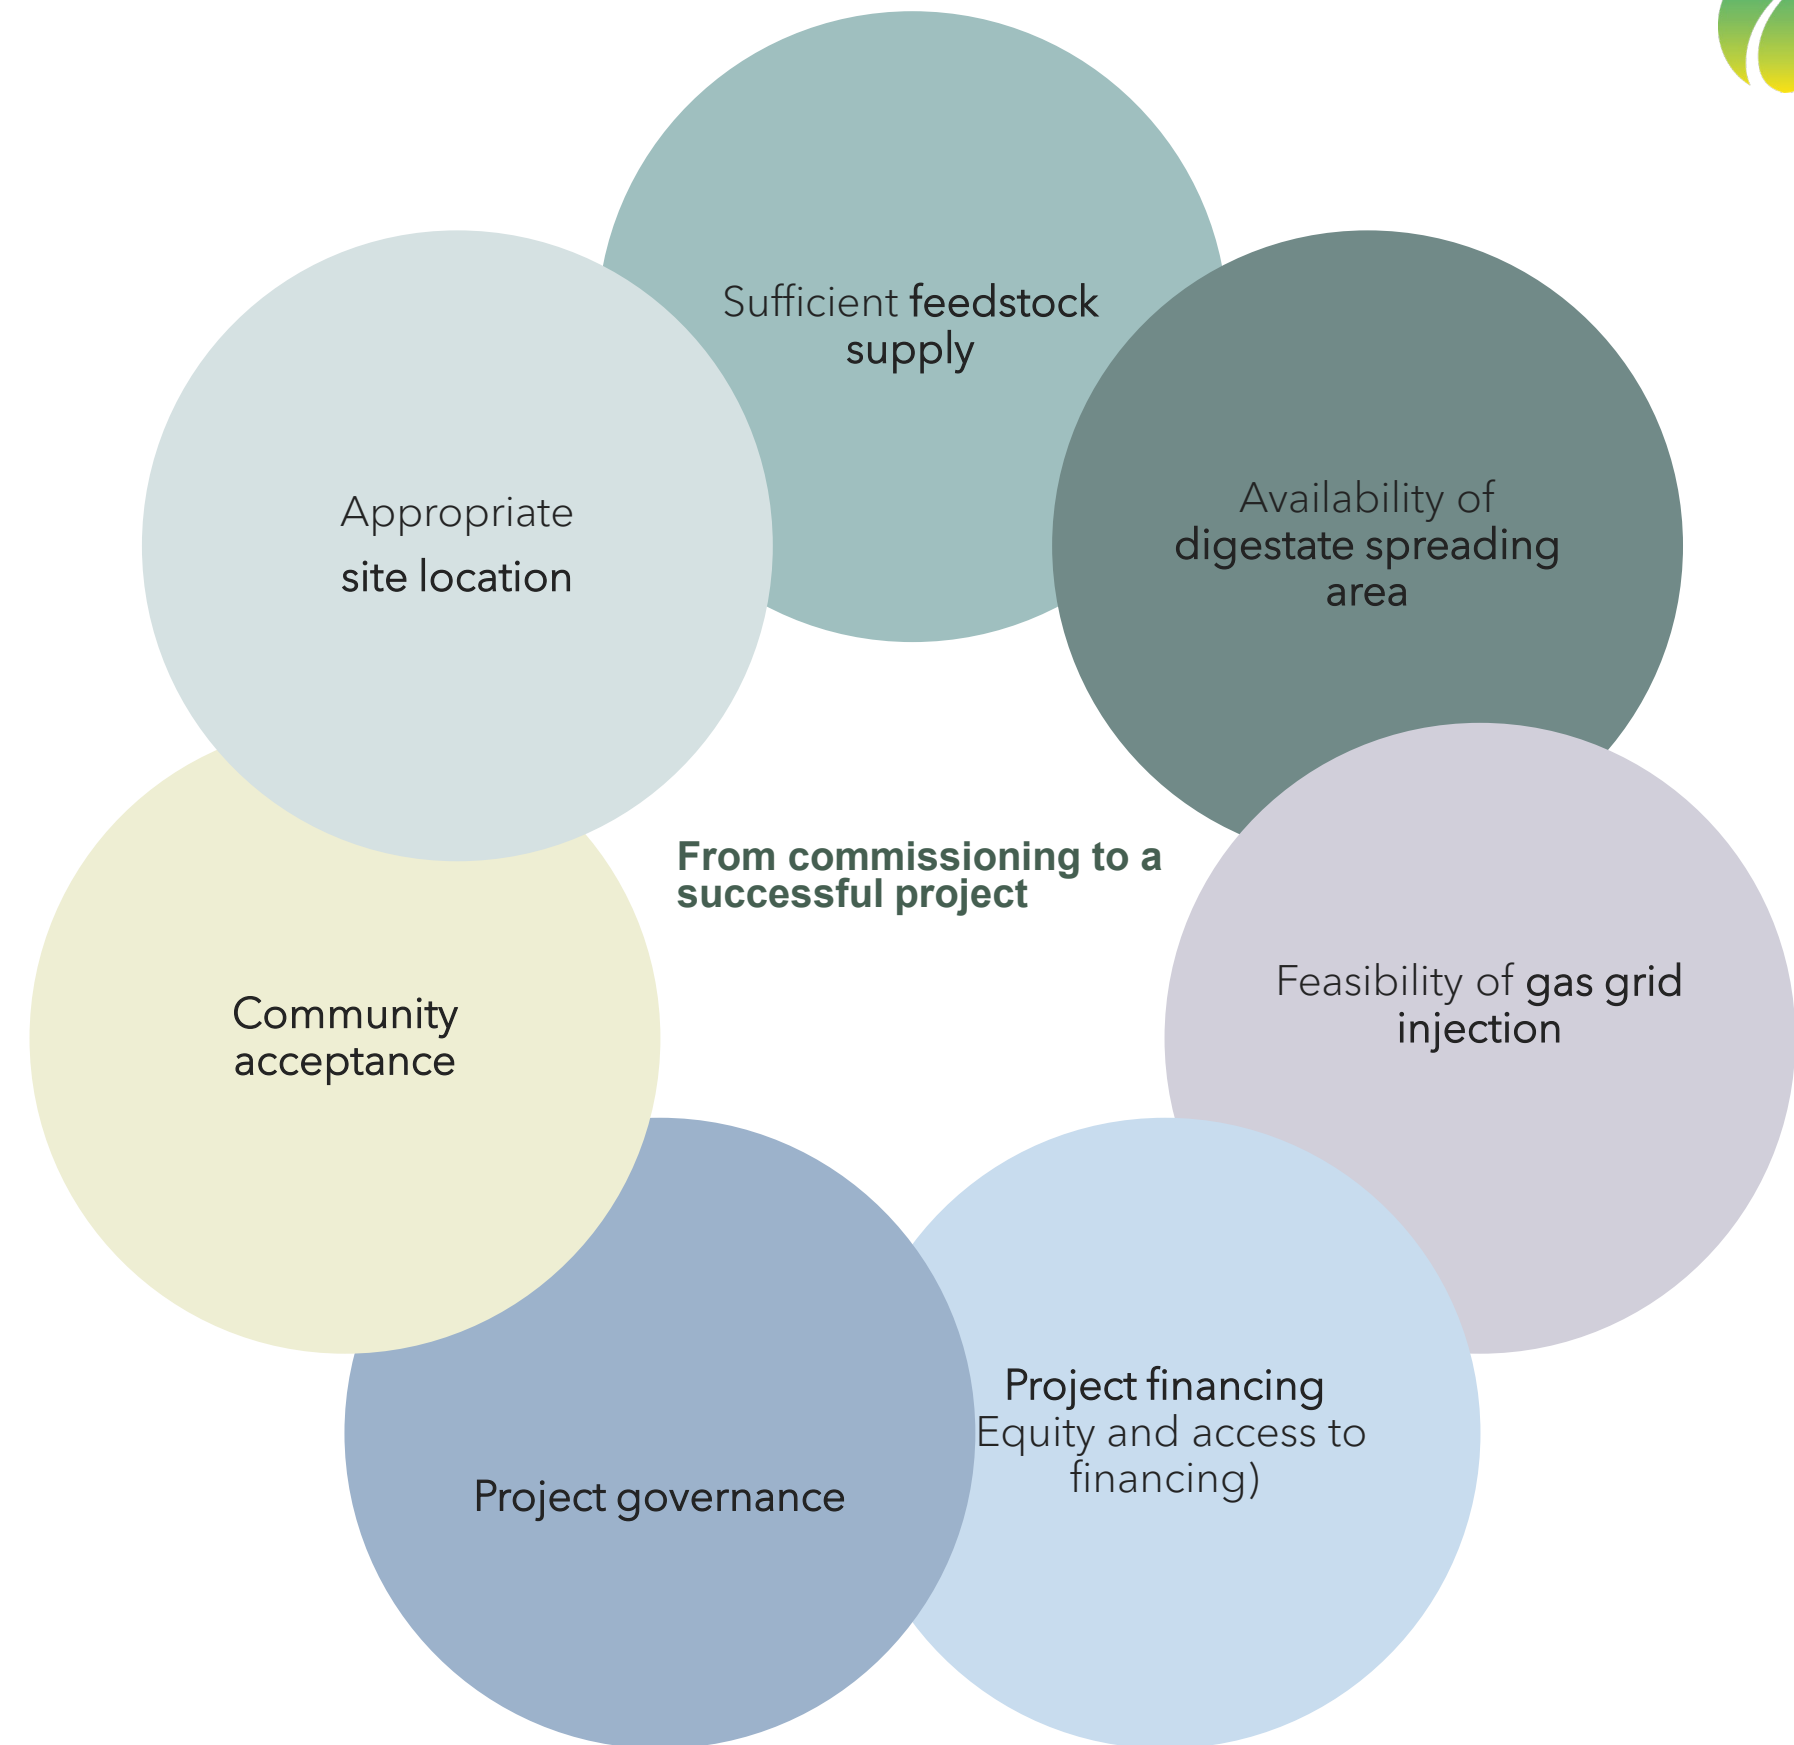 Sufficient feedstock
supply
Availability of
digestate spreading
area
Appropriate
site location
From commissioning to a
successful project
Feasibility of gas grid
injection
Community
acceptance
Project financing
Equity and access to
financing)
Project governance